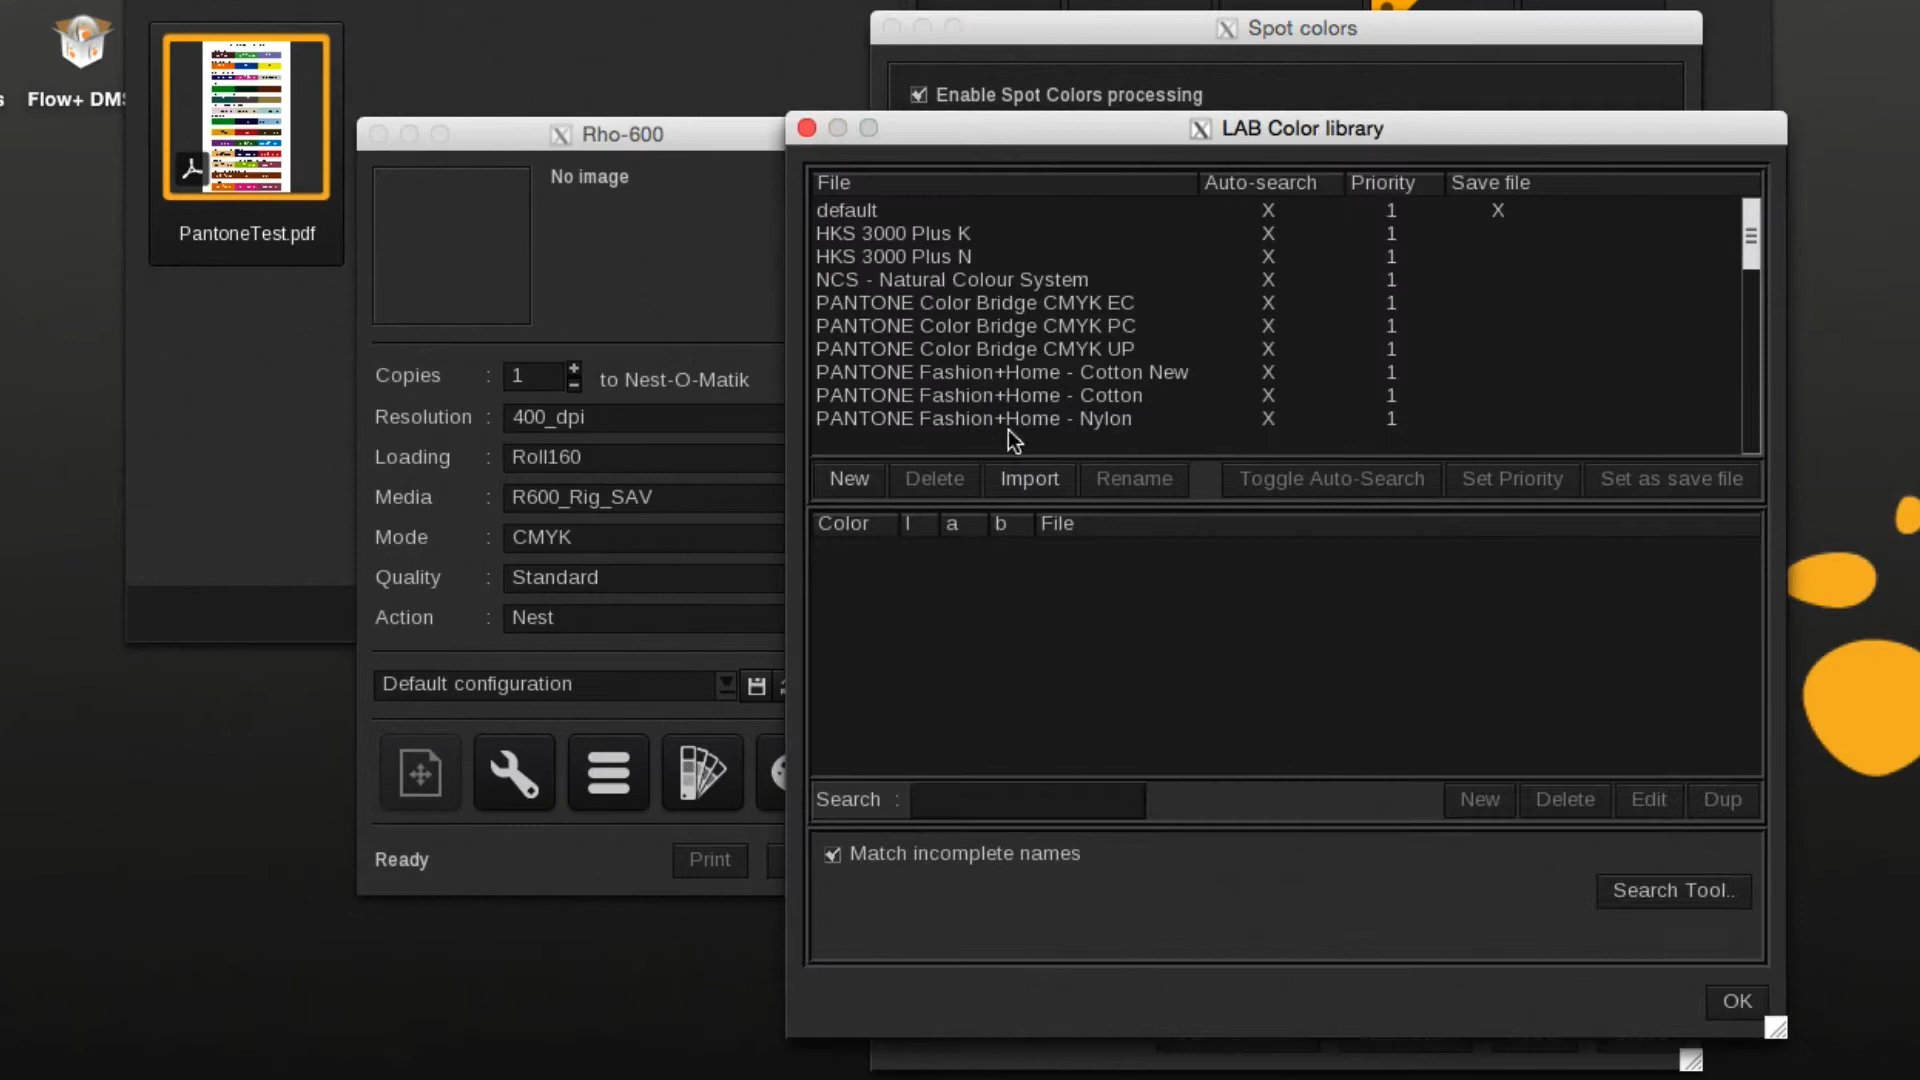 Flow+ DMS
PantoneTest.pdf
Rho-600
No image
Copies : 1 to Nest-O-Matik
Resolution : 400_dpi
Loading : Roll160
Media : R600_Rig_SAV
Mode : CMYK
Quality : Standard
Action : Nest
Default configuration
Ready
Print
Spot colors
Enable Spot Colors processing
LAB Color library
File Auto-search Priority Save file
default X 1 X
HKS 3000 Plus K X 1
HKS 3000 Plus N X 1
NCS - Natural Colour System X 1
PANTONE Color Bridge CMYK EC X 1
PANTONE Color Bridge CMYK PC X 1
PANTONE Color Bridge CMYK UP X 1
PANTONE Fashion+Home - Cotton New X 1
PANTONE Fashion+Home - Cotton X 1
PANTONE Fashion+Home - Nylon X 1
New Delete Import Rename Toggle Auto-Search Set Priority Set as save file
Color l a b File
Search : New Delete Edit Dup
Match incomplete names
Search Tool..
OK